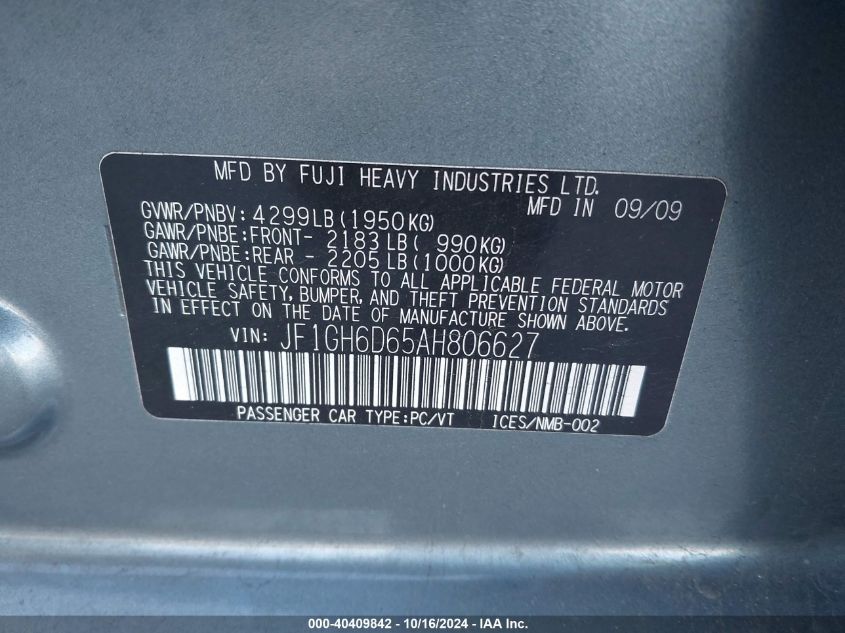 MFD BY FUJI HEAVY INDUSTRIES LTD.
MFD IN 09/09
GVWR/PNBV: 4299LB(1950KG)
GAWR/PNBE:FRONT- 2183LB( 990KG)
GAWR/PNBE:REAR - 2205LB(1000KG)
THIS VEHICLE CONFORMS TO ALL APPLICABLE FEDERAL MOTOR
VEHICLE SAFETY, BUMPER, AND THEFT PREVENTION STANDARDS
IN EFFECT ON THE DATE OF MANUFACTURE SHOWN ABOVE.
VIN: JF1GH6D65AH806627
PASSENGER CAR TYPE:PC/VT ICES/NMB-002
000-40409842 - 10/16/2024 - IAA Inc.